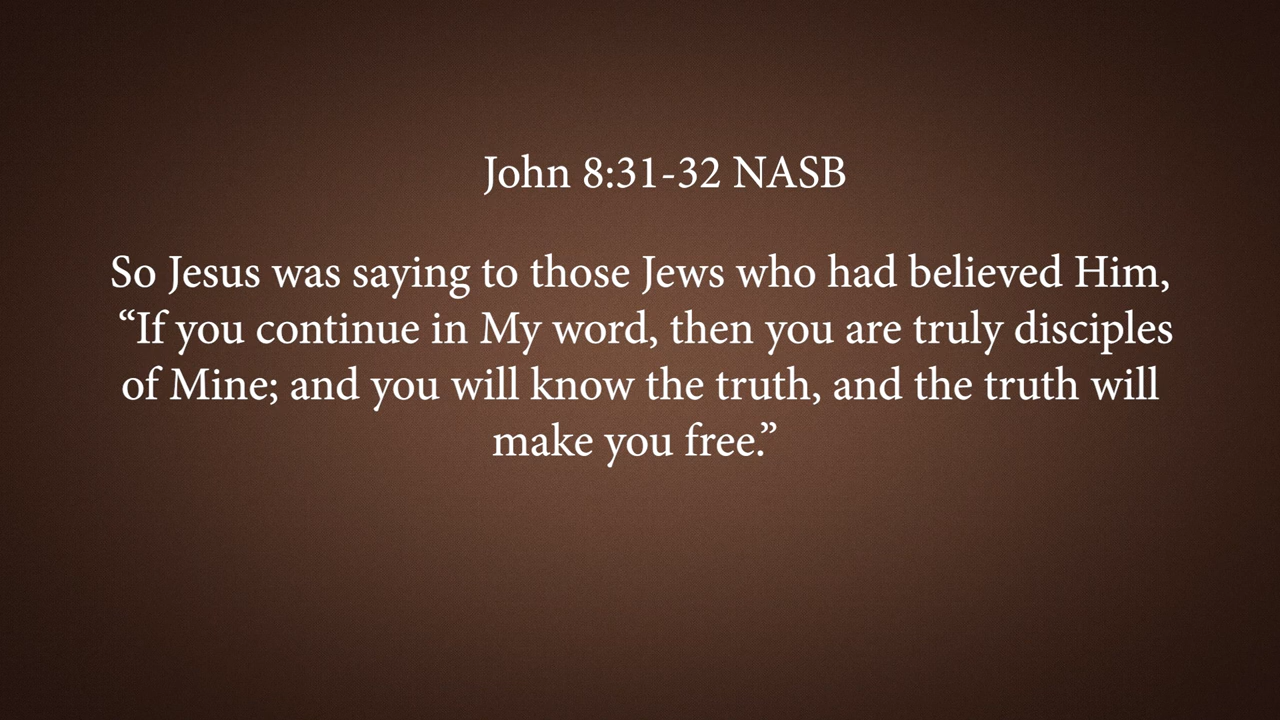 John 8:31-32 NASB
So Jesus was saying to those Jews who had believed Him,
“If you continue in My word, then you are truly disciples
of Mine; and you will know the truth, and the truth will
make you free.”